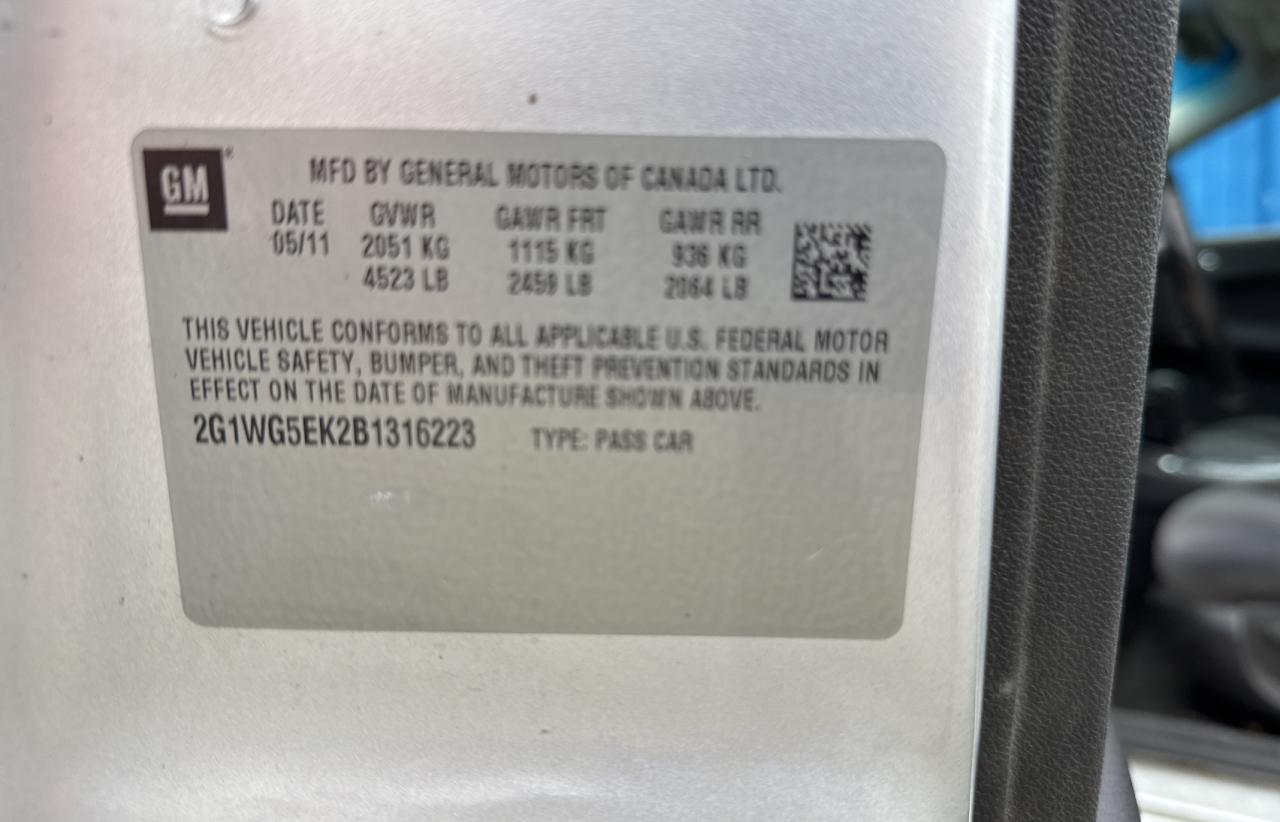 GM®
MFD BY GENERAL MOTORS OF CANADA LTD.
DATE GVWR GAWR FRT GAWR RR
05/11 2051 KG 1115 KG 936 KG
4523 LB 2459 LB 2064 LB
THIS VEHICLE CONFORMS TO ALL APPLICABLE U.S. FEDERAL MOTOR
VEHICLE SAFETY, BUMPER, AND THEFT PREVENTION STANDARDS IN
EFFECT ON THE DATE OF MANUFACTURE SHOWN ABOVE.
2G1WG5EK2B1316223 TYPE: PASS CAR